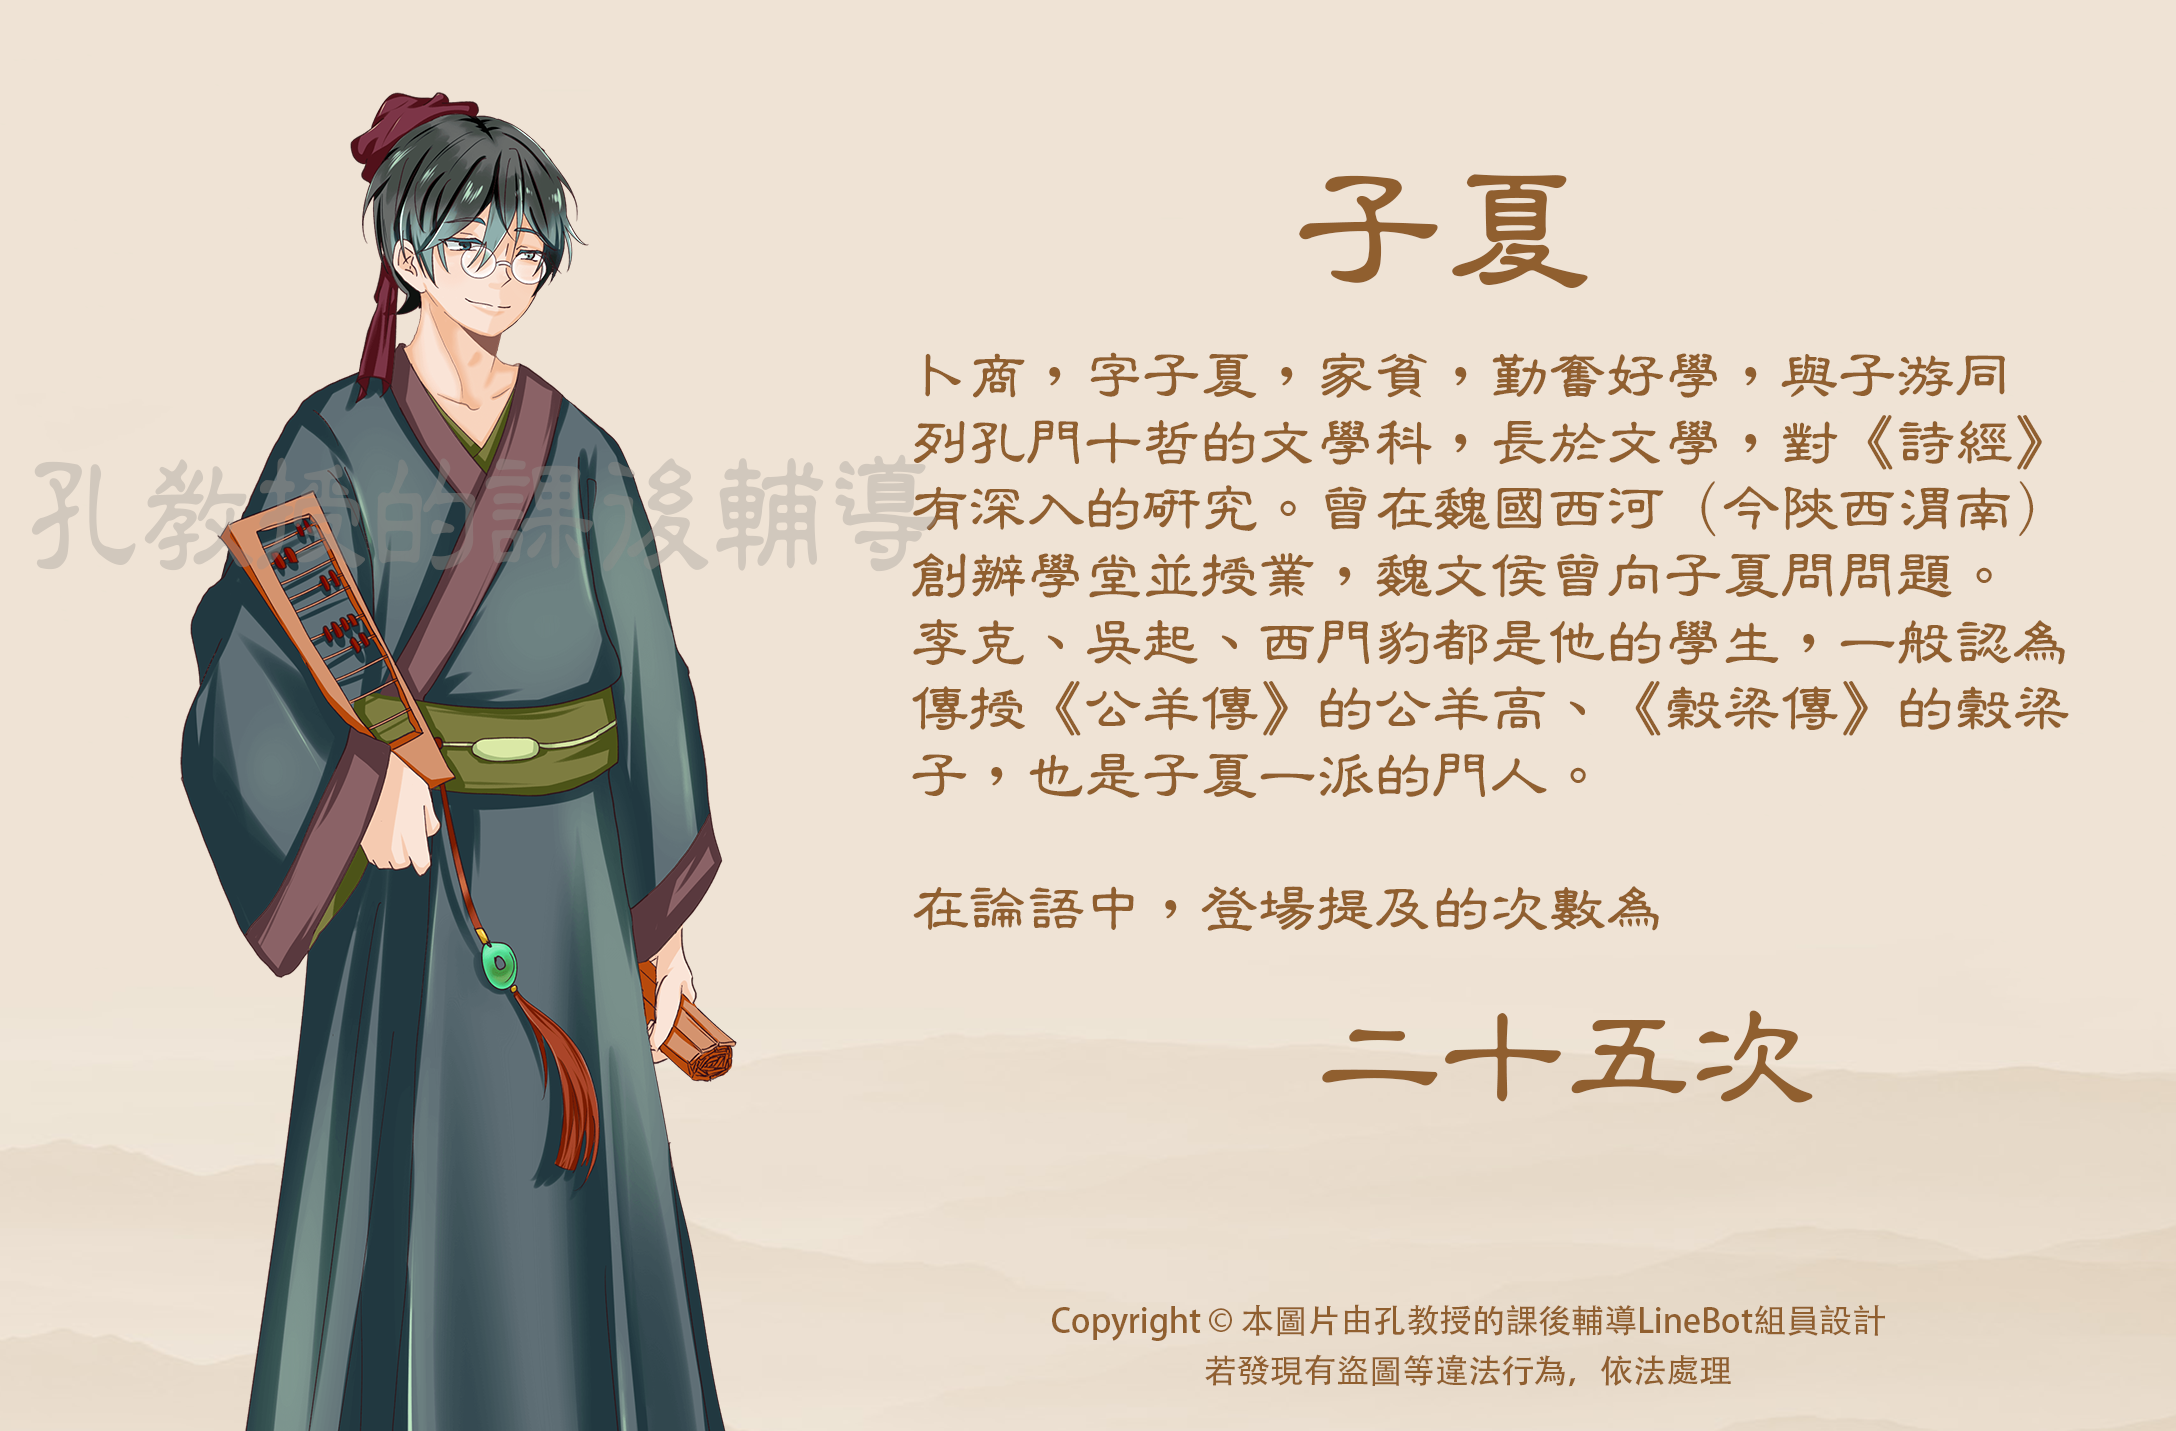 子夏
卜商，字子夏，家貧，勤奮好學，與子游同
列孔門十哲的文學科，長於文學，對《詩經》
有深入的研究。曾在魏國西河（今陝西渭南）
創辦學堂並授業，魏文侯曾向子夏問問題。
李克、吳起、西門豹都是他的學生，一般認為
傳授《公羊傳》的公羊高、《穀梁傳》的穀梁
子，也是子夏一派的門人。
在論語中，登場提及的次數為
二十五次
孔教授的課後輔導
Copyright © 本圖片由孔教授的課後輔導LineBot組員設計
若發現有盜圖等違法行為，依法處理